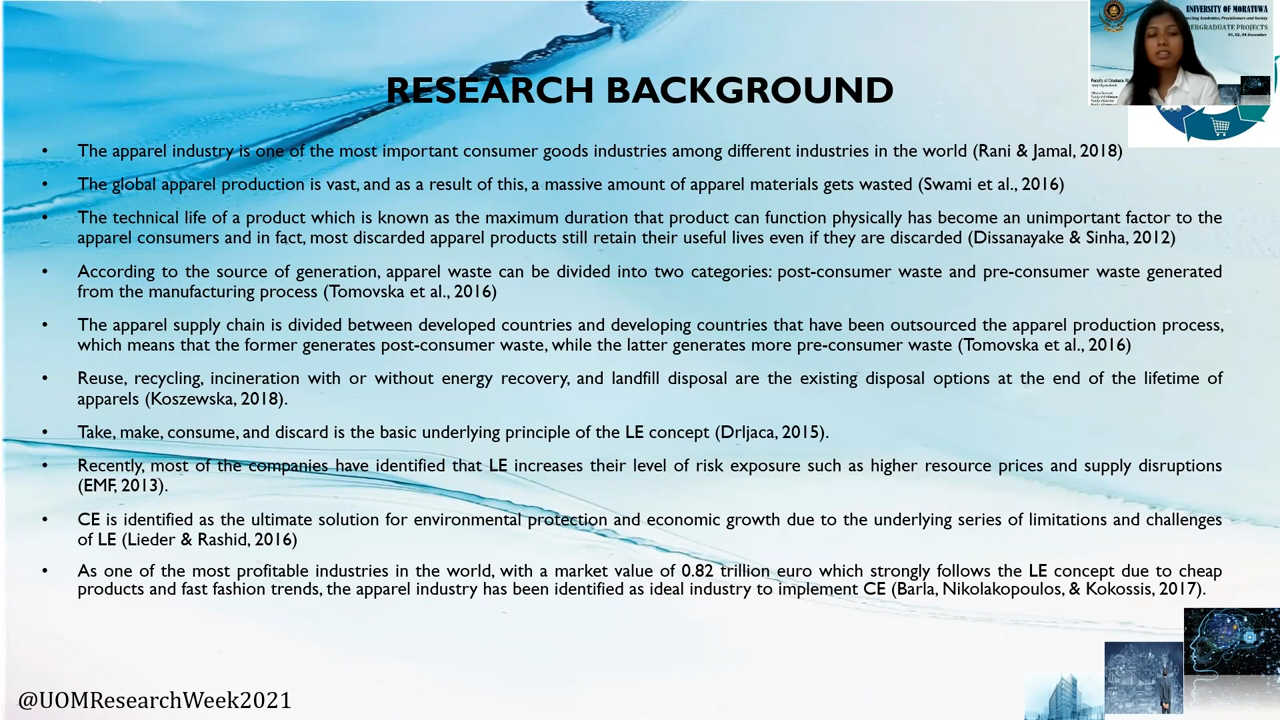 UNIVERSITY OF MORATUWA
RESEARCH BACKGROUND
• The apparel industry is one of the most important consumer goods industries among different industries in the world (Rani & Jamal, 2018)
• The global apparel production is vast, and as a result of this, a massive amount of apparel materials gets wasted (Swami et al., 2016)
• The technical life of a product which is known as the maximum duration that product can function physically has become an unimportant factor to the
apparel consumers and in fact, most discarded apparel products still retain their useful lives even if they are discarded (Dissanayake & Sinha, 2012)
• According to the source of generation, apparel waste can be divided into two categories: post-consumer waste and pre-consumer waste generated
from the manufacturing process (Tomovska et al., 2016)
• The apparel supply chain is divided between developed countries and developing countries that have been outsourced the apparel production process,
which means that the former generates post-consumer waste, while the latter generates more pre-consumer waste (Tomovska et al., 2016)
• Reuse, recycling, incineration with or without energy recovery, and landfill disposal are the existing disposal options at the end of the lifetime of
apparels (Koszewska, 2018).
• Take, make, consume, and discard is the basic underlying principle of the LE concept (Drljaca, 2015).
• Recently, most of the companies have identified that LE increases their level of risk exposure such as higher resource prices and supply disruptions
(EMF, 2013).
• CE is identified as the ultimate solution for environmental protection and economic growth due to the underlying series of limitations and challenges
of LE (Lieder & Rashid, 2016)
• As one of the most profitable industries in the world, with a market value of 0.82 trillion euro which strongly follows the LE concept due to cheap
products and fast fashion trends, the apparel industry has been identified as ideal industry to implement CE (Barla, Nikolakopoulos, & Kokossis, 2017).
@UOMResearchWeek2021